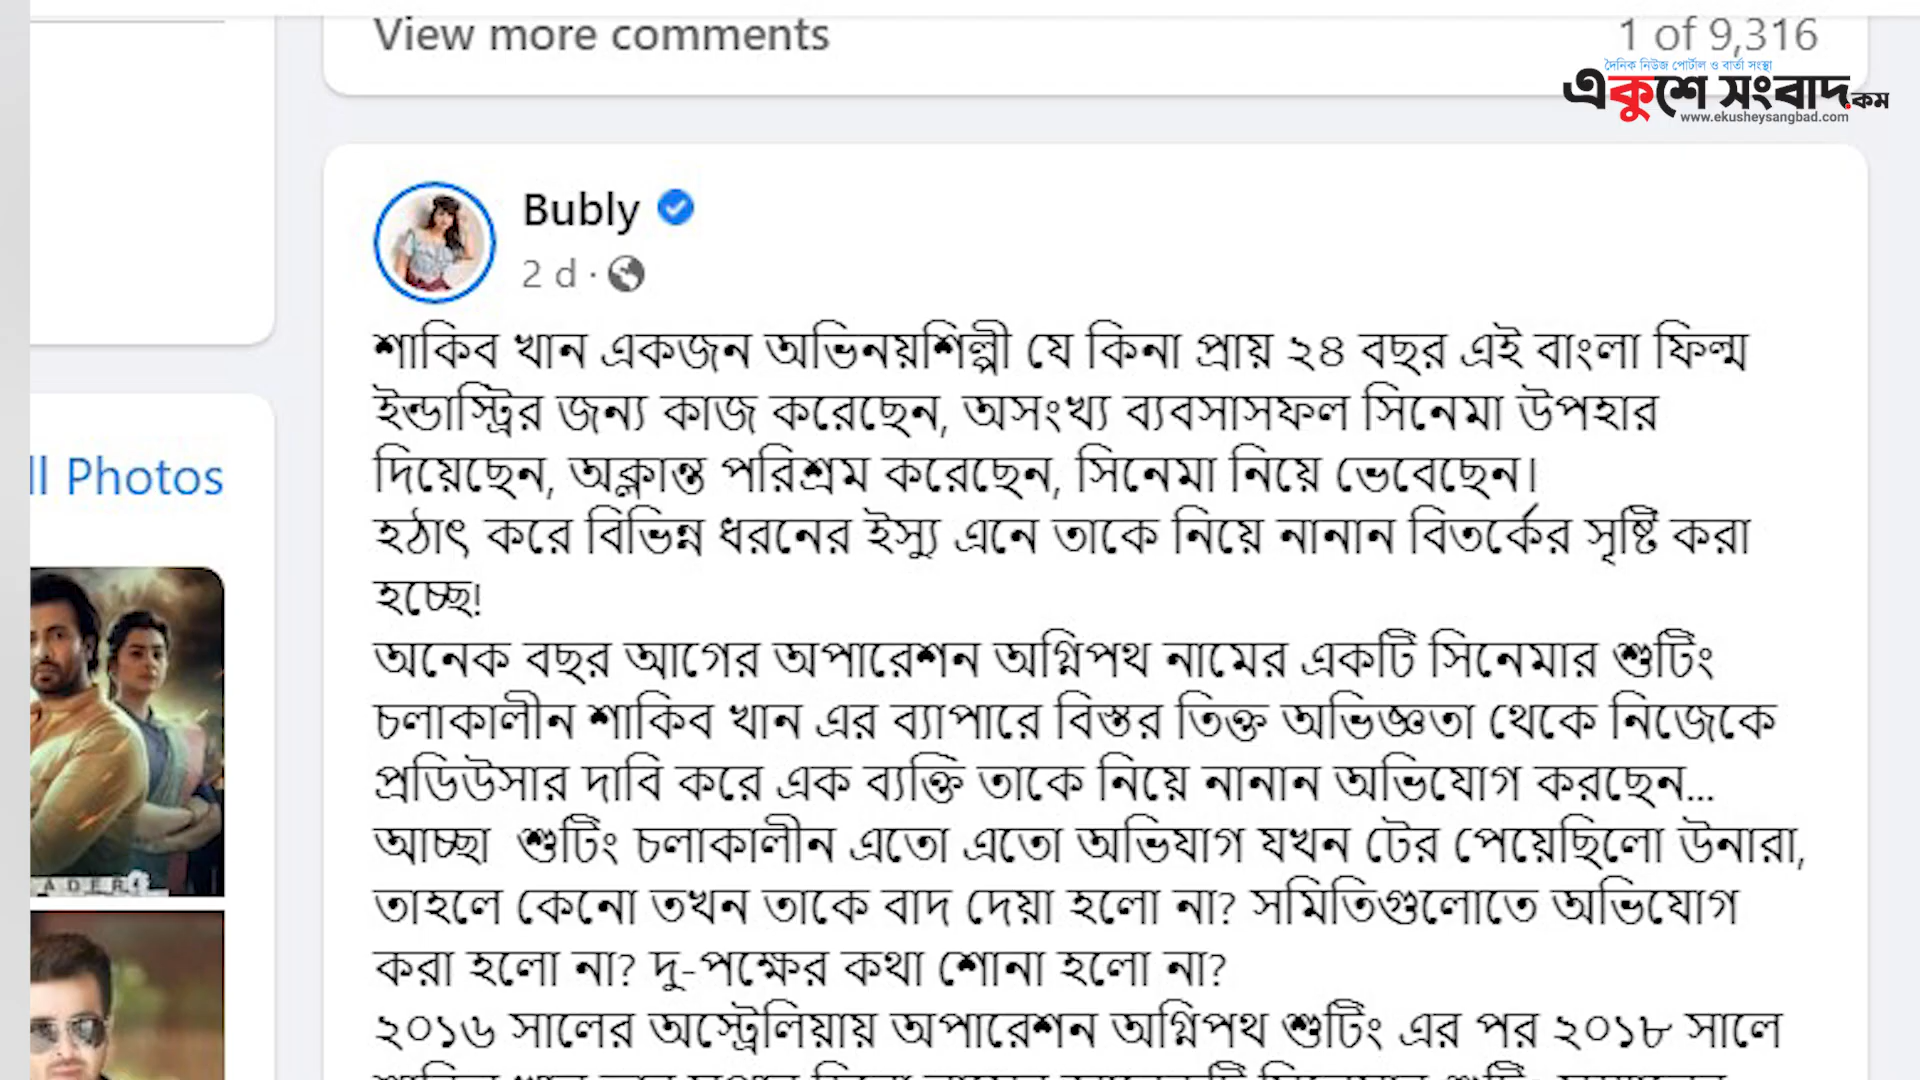 View more comments
1 of 9,316
দৈনিক নিউজ পোর্টাল ও বার্তা সংস্থা
একুশে সংবাদ.কম
www.ekusheysangbad.com
Bubly
2 d ·
শাকিব খান একজন অভিনয়শিল্পী যে কিনা প্রায় ২৪ বছর এই বাংলা ফিল্ম
ইন্ডাস্ট্রির জন্য কাজ করেছেন, অসংখ্য ব্যবসাসফল সিনেমা উপহার
দিয়েছেন, অক্লান্ত পরিশ্রম করেছেন, সিনেমা নিয়ে ভেবেছেন।
হঠাৎ করে বিভিন্ন ধরনের ইস্যু এনে তাকে নিয়ে নানান বিতর্কের সৃষ্টি করা
হচ্ছে!
অনেক বছর আগের অপারেশন অগ্নিপথ নামের একটি সিনেমার শুটিং
চলাকালীন শাকিব খান এর ব্যাপারে বিস্তর তিক্ত অভিজ্ঞতা থেকে নিজেকে
প্রডিউসার দাবি করে এক ব্যক্তি তাকে নিয়ে নানান অভিযোগ করছেন...
আচ্ছা  শুটিং চলাকালীন এতো এতো অভিযাগ যখন টের পেয়েছিলো উনারা,
তাহলে কেনো তখন তাকে বাদ দেয়া হলো না? সমিতিগুলোতে অভিযোগ
করা হলো না? দু-পক্ষের কথা শোনা হলো না?
২০১৬ সালের অস্ট্রেলিয়ায় অপারেশন অগ্নিপথ শুটিং এর পর ২০১৮ সালে
ll Photos
ADER